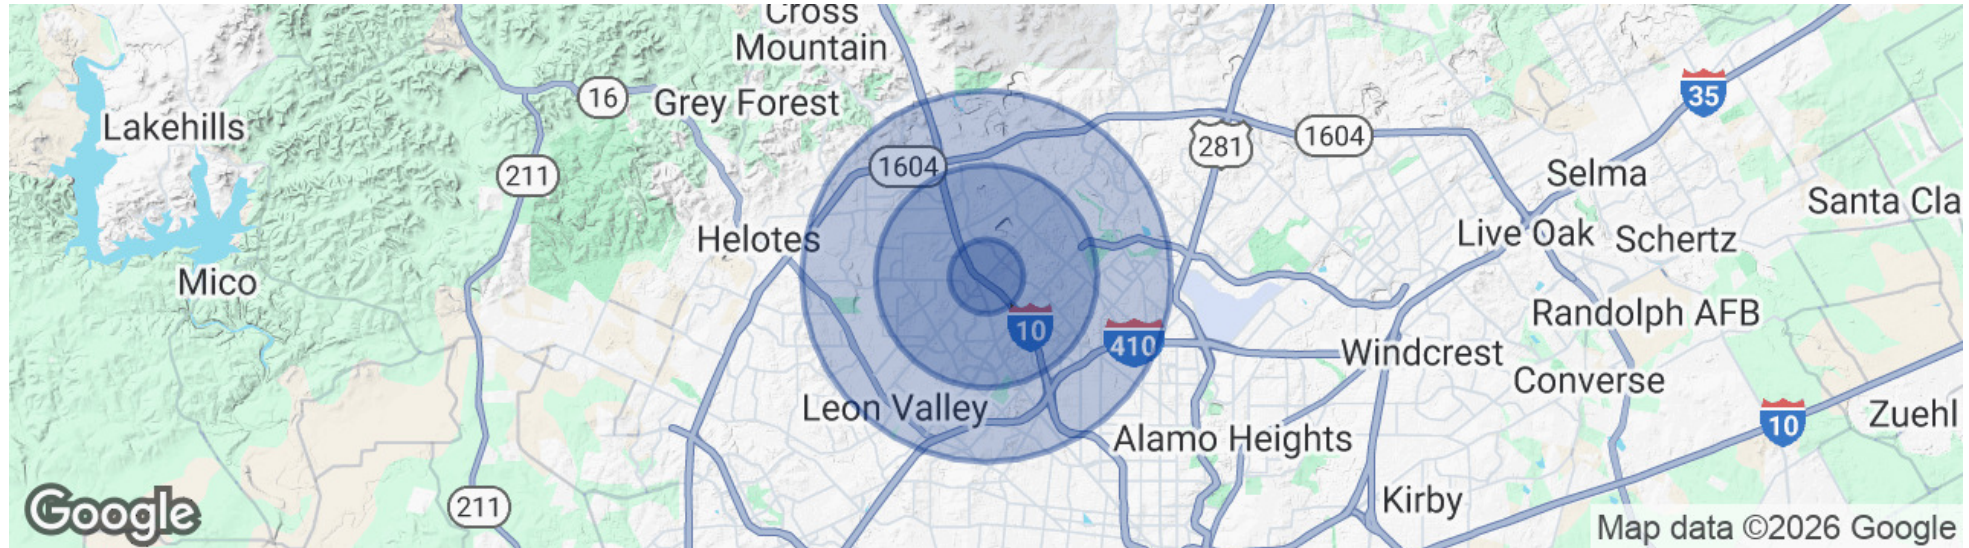 Cross
Mountain
16
Grey Forest
35
Lakehills
281
1604
1604
211
Selma
Santa Cla
Helotes
Live Oak
Schertz
Mico
Randolph AFB
10
410
Windcrest
Converse
Leon Valley
10
Zuehl
Alamo Heights
211
Kirby
Google
Map data ©2026 Google